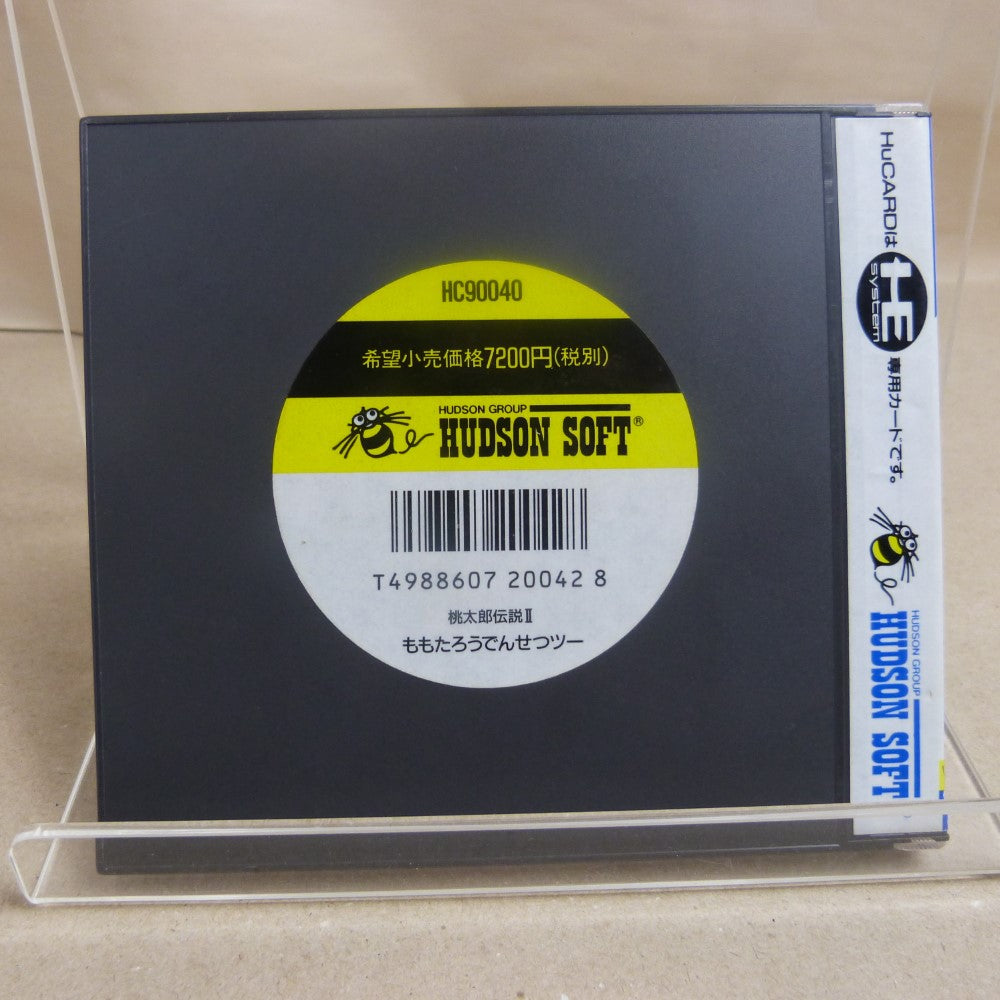 HC90040
希望小売価格7200円(税別)
HUDSON GROUP
HUDSON SOFT®
T4988607 20042 8
桃太郎伝説Ⅱ
ももたろうでんせつツー
HuCARDは
HE
system
専用カードです。
HUDSON GROUP
HUDSON SOFT